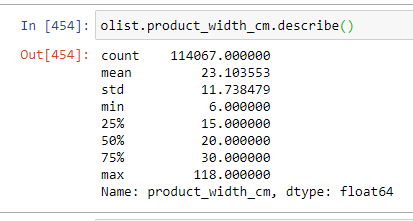 In [454]: olist.product_width_cm.describe()
Out[454]: count    114067.000000
mean         23.103553
std          11.738479
min           6.000000
25%          15.000000
50%          20.000000
75%          30.000000
max         118.000000
Name: product_width_cm, dtype: float64